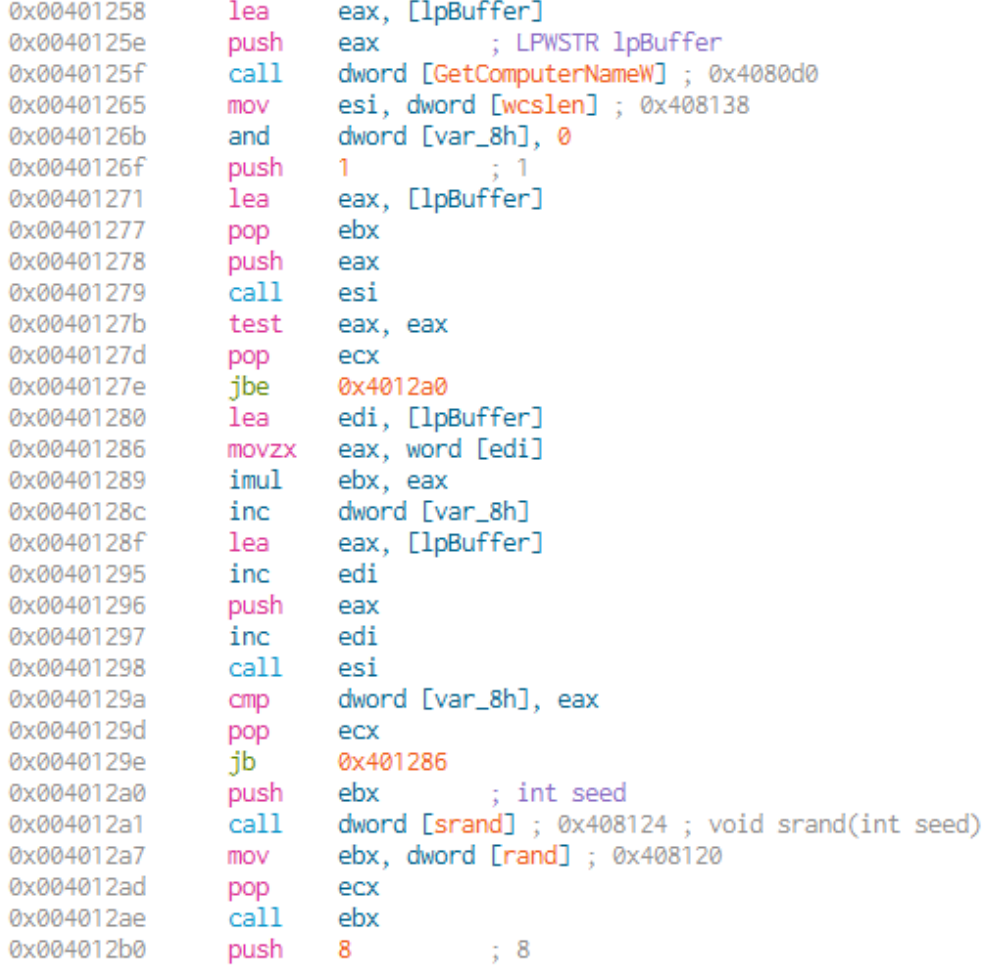 0x00401258 lea eax, [lpBuffer]
0x0040125e push eax ; LPWSTR lpBuffer
0x0040125f call dword [GetComputerNameW] ; 0x4080d0
0x00401265 mov esi, dword [wcslen] ; 0x408138
0x0040126b and dword [var_8h], 0
0x0040126f push 1 ; 1
0x00401271 lea eax, [lpBuffer]
0x00401277 pop ebx
0x00401278 push eax
0x00401279 call esi
0x0040127b test eax, eax
0x0040127d pop ecx
0x0040127e jbe 0x4012a0
0x00401280 lea edi, [lpBuffer]
0x00401286 movzx eax, word [edi]
0x00401289 imul ebx, eax
0x0040128c inc dword [var_8h]
0x0040128f lea eax, [lpBuffer]
0x00401295 inc edi
0x00401296 push eax
0x00401297 inc edi
0x00401298 call esi
0x0040129a cmp dword [var_8h], eax
0x0040129d pop ecx
0x0040129e jb 0x401286
0x004012a0 push ebx ; int seed
0x004012a1 call dword [srand] ; 0x408124 ; void srand(int seed)
0x004012a7 mov ebx, dword [rand] ; 0x408120
0x004012ad pop ecx
0x004012ae call ebx
0x004012b0 push 8 ; 8